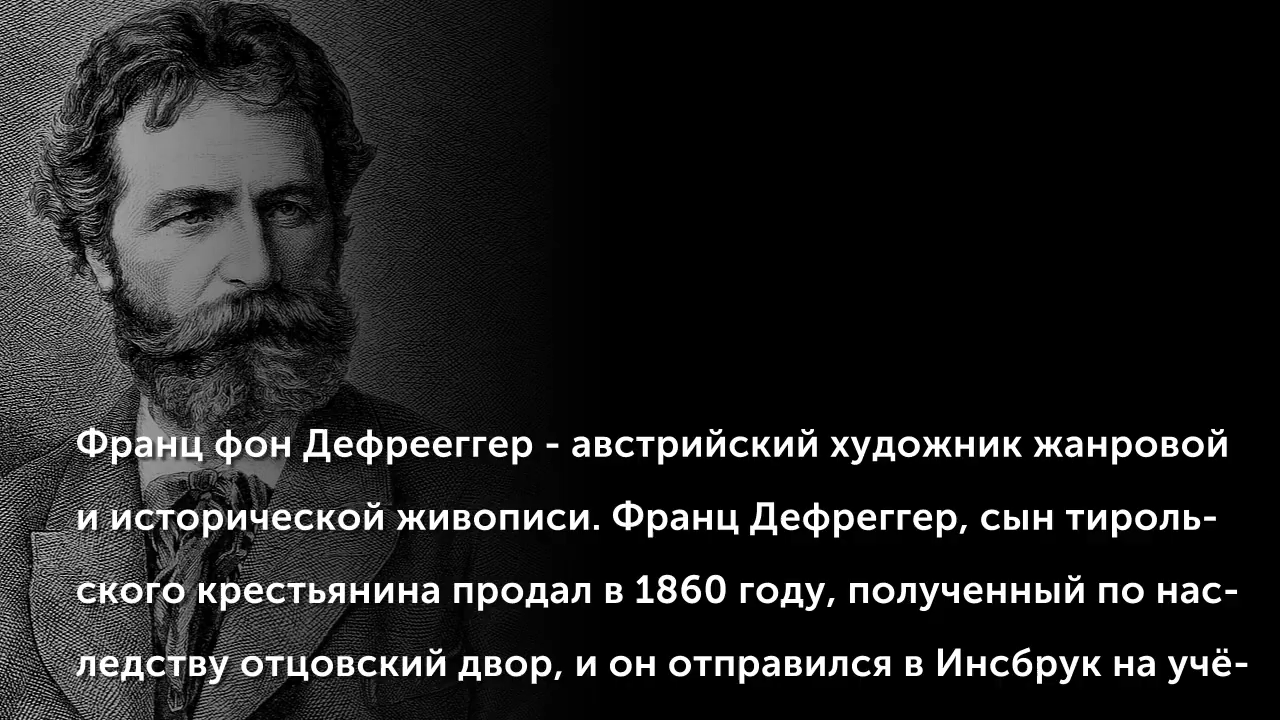 Франц фон Дефрееггер - австрийский художник жанровой
и исторической живописи. Франц Дефреггер, сын тироль-
ского крестьянина продал в 1860 году, полученный по нас-
ледству отцовский двор, и он отправился в Инсбрук на учё-